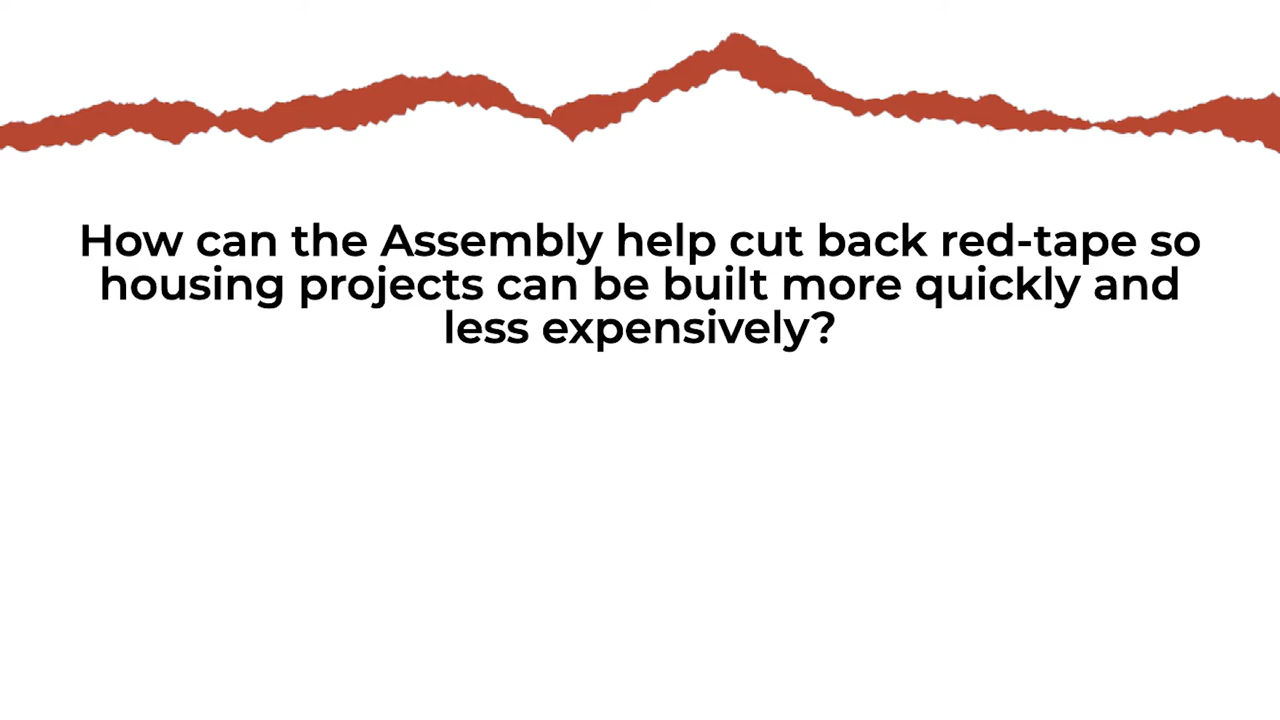 How can the Assembly help cut back red-tape so
housing projects can be built more quickly and
less expensively?